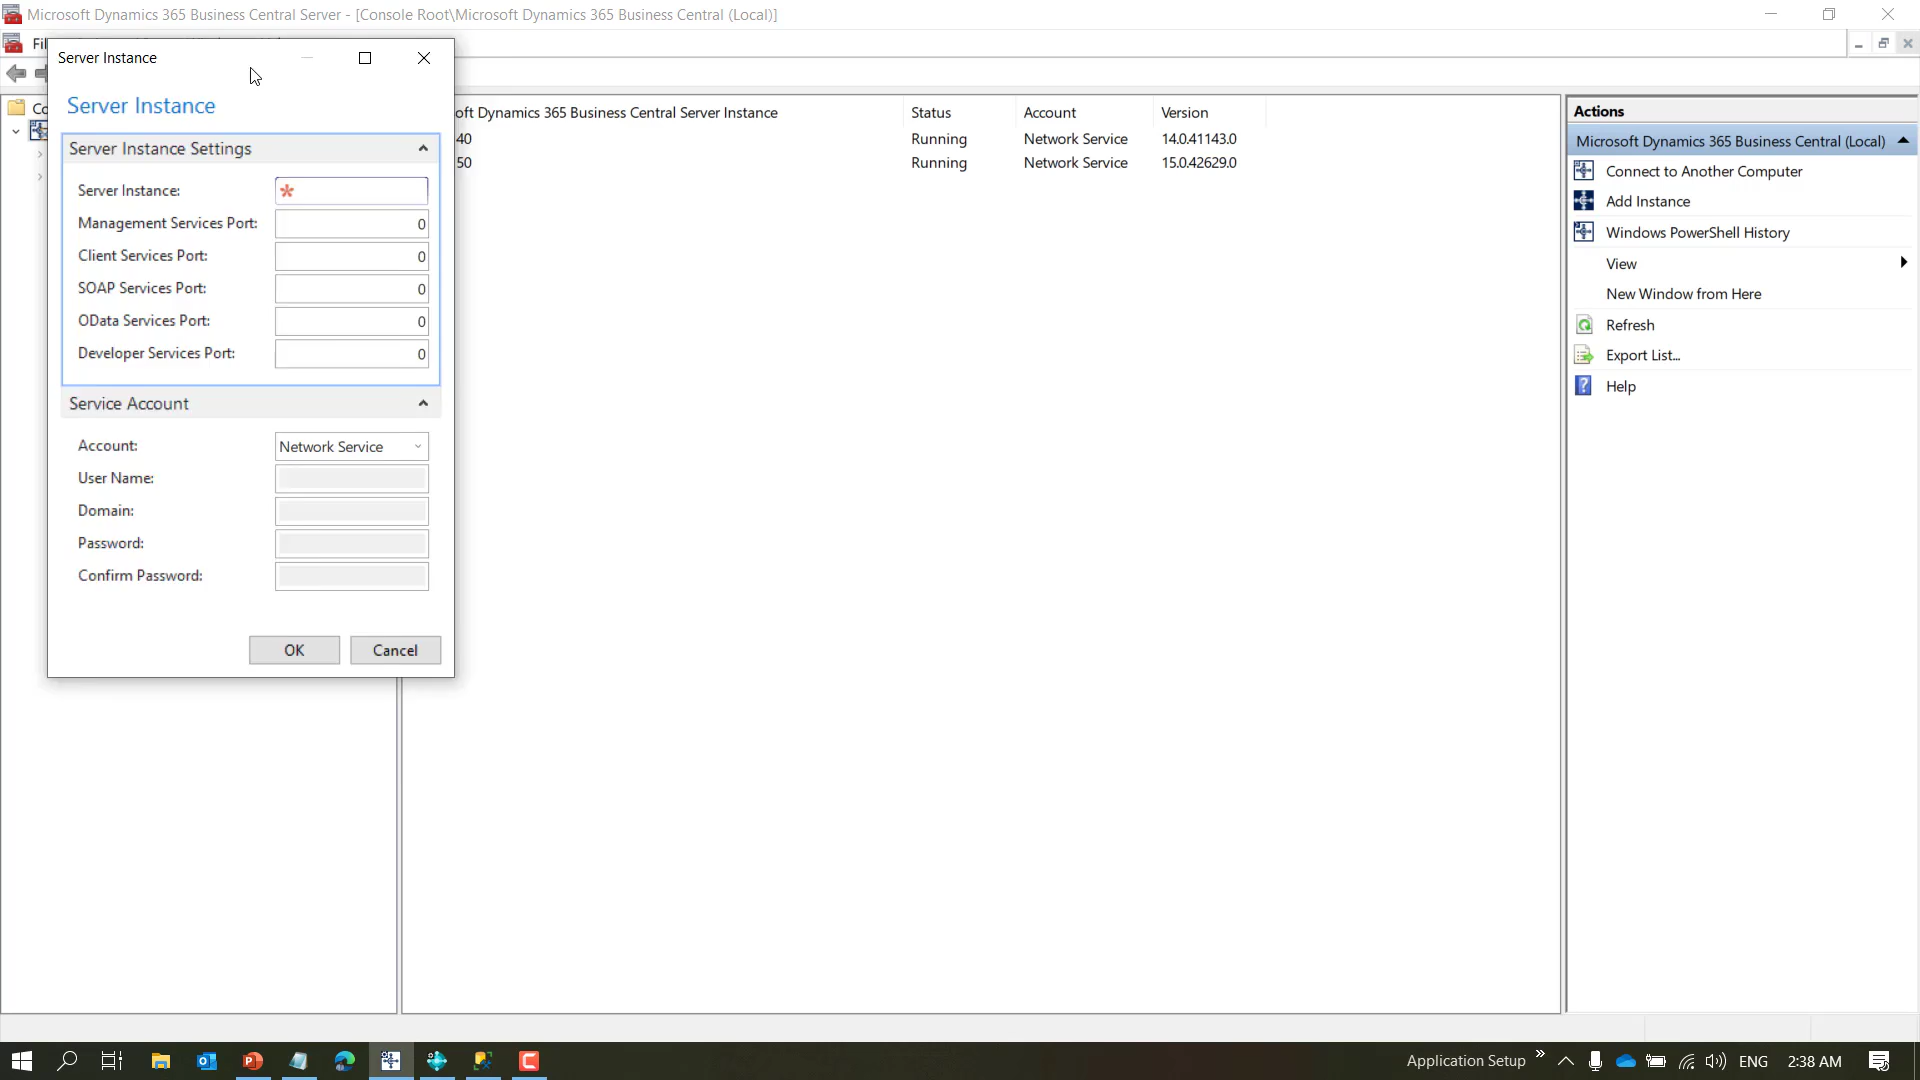 Microsoft Dynamics 365 Business Central Server - [Console Root\Microsoft Dynamics 365 Business Central (Local)]
Fil
Server Instance
Server Instance
Server Instance Settings
Server Instance: *
Management Services Port: 0
Client Services Port: 0
SOAP Services Port: 0
OData Services Port: 0
Developer Services Port: 0
Service Account
Account: Network Service
User Name:
Domain:
Password:
Confirm Password:
OK Cancel
Co
oft Dynamics 365 Business Central Server Instance Status Account Version
40 Running Network Service 14.0.41143.0
50 Running Network Service 15.0.42629.0
Actions
Microsoft Dynamics 365 Business Central (Local)
Connect to Another Computer
Add Instance
Windows PowerShell History
View
New Window from Here
Refresh
Export List...
Help
Application Setup » ENG 2:38 AM